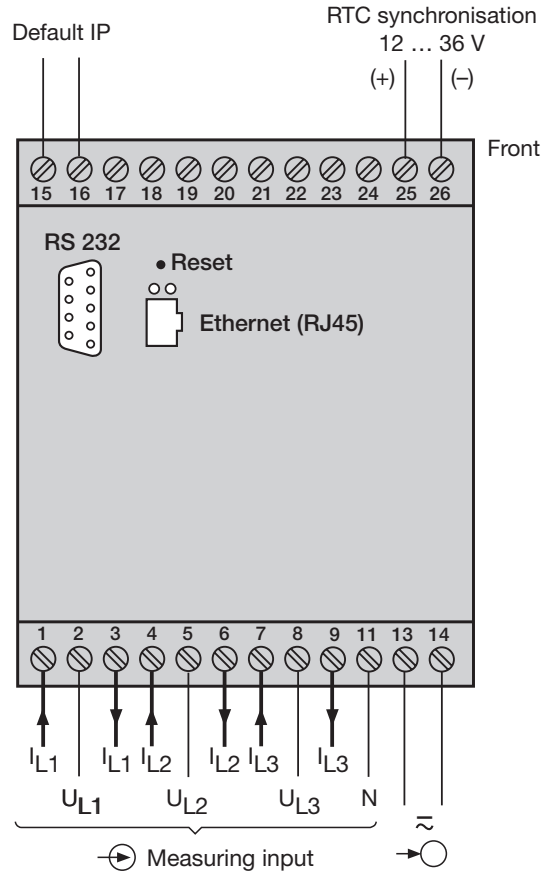 RTC synchronisation
Default IP
12 … 36 V
(+) (–)
Front
15 16 17 18 19 20 21 22 23 24 25 26
RS 232
Reset
Ethernet (RJ45)
1 2 3 4 5 6 7 8 9 11 13 14
IL1 IL1 IL2 IL2 IL3 IL3
UL1 UL2 UL3 N
Measuring input